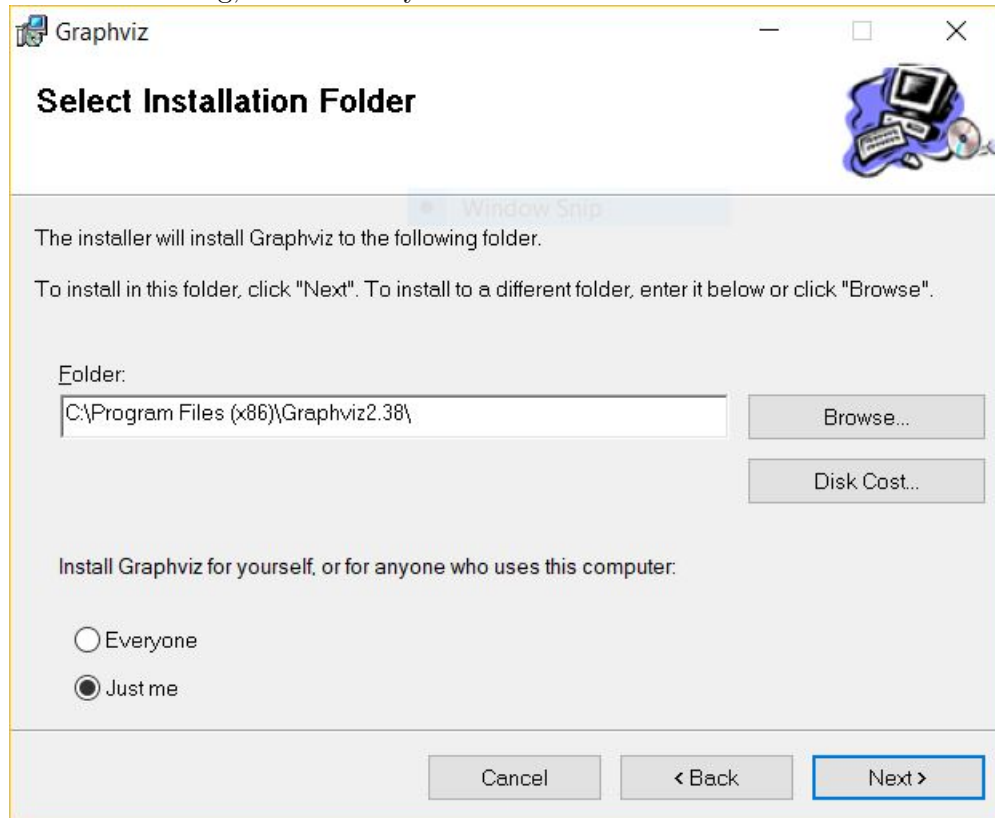 Graphviz
Select Installation Folder
Window Snip
The installer will install Graphviz to the following folder.
To install in this folder, click "Next". To install to a different folder, enter it below or click "Browse".
Folder:
C:\Program Files (x86)\Graphviz2.38\
Browse...
Disk Cost...
Install Graphviz for yourself, or for anyone who uses this computer:
Everyone
Just me
Cancel
< Back
Next >